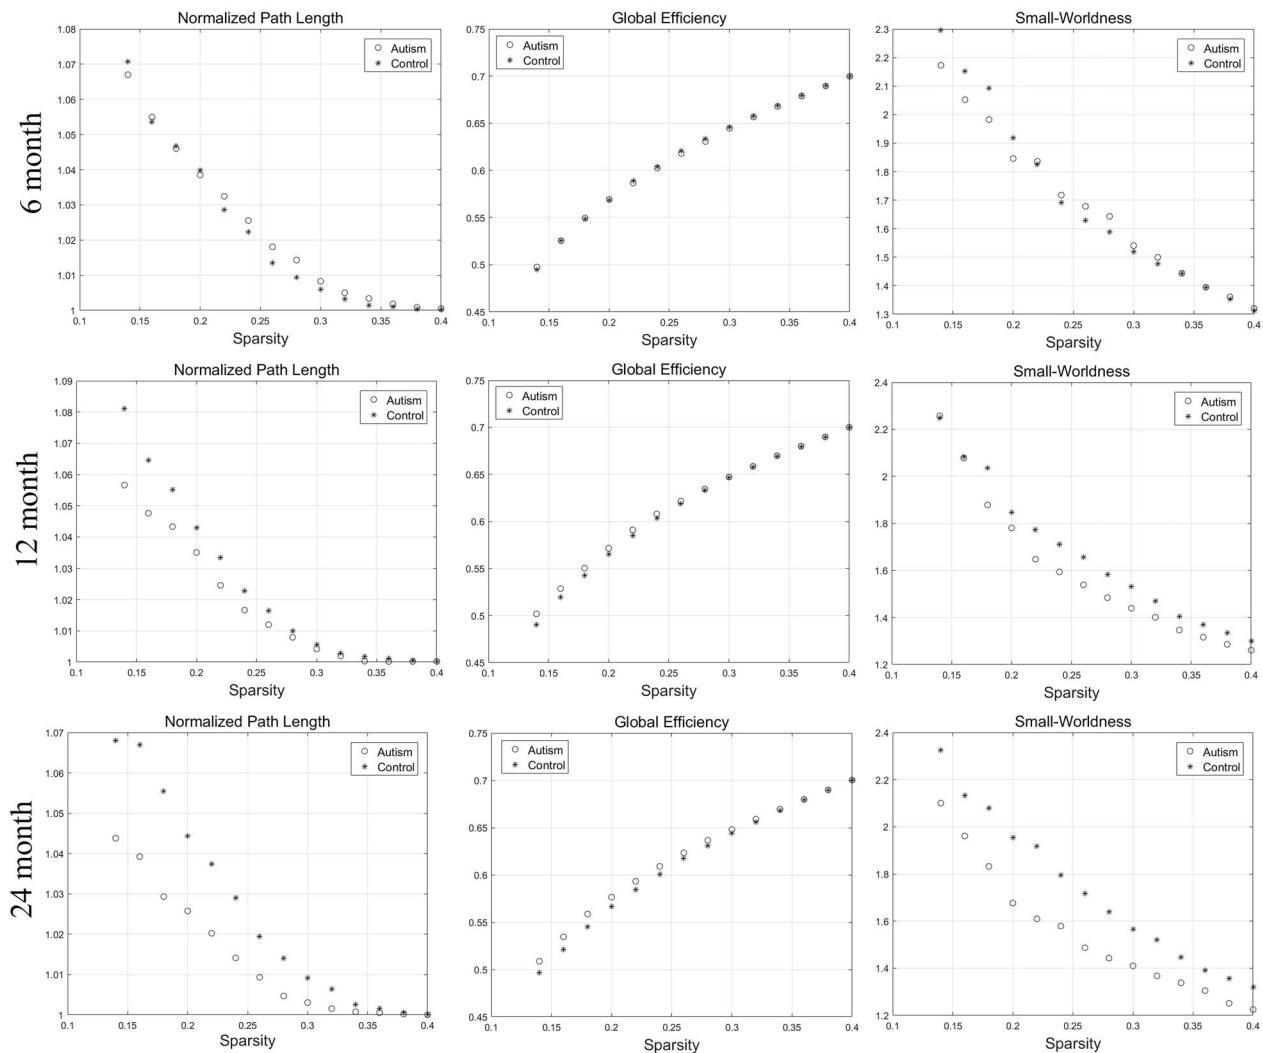 Normalized Path Length
1.08
1.07
1.06
1.05
1.04
1.03
1.02
1.01
1
0.1 0.15 0.2 0.25 0.3 0.35 0.4
Sparsity
Autism
Control
Global Efficiency
0.75
0.7
0.65
0.6
0.55
0.5
0.45
0.1 0.15 0.2 0.25 0.3 0.35 0.4
Sparsity
Autism
Control
Small-Worldness
2.3
2.2
2.1
2
1.9
1.8
1.7
1.6
1.5
1.4
1.3
0.1 0.15 0.2 0.25 0.3 0.35 0.4
Sparsity
Autism
Control
6 month
Normalized Path Length
1.09
1.08
1.07
1.06
1.05
1.04
1.03
1.02
1.01
1
0.1 0.15 0.2 0.25 0.3 0.35 0.4
Sparsity
Autism
Control
Global Efficiency
0.75
0.7
0.65
0.6
0.55
0.5
0.45
0.1 0.15 0.2 0.25 0.3 0.35 0.4
Sparsity
Autism
Control
Small-Worldness
2.4
2.2
2
1.8
1.6
1.4
1.2
0.1 0.15 0.2 0.25 0.3 0.35 0.4
Sparsity
Autism
Control
12 month
Normalized Path Length
1.07
1.06
1.05
1.04
1.03
1.02
1.01
1
0.1 0.15 0.2 0.25 0.3 0.35 0.4
Sparsity
Autism
Control
Global Efficiency
0.75
0.7
0.65
0.6
0.55
0.5
0.45
0.1 0.15 0.2 0.25 0.3 0.35 0.4
Sparsity
Autism
Control
Small-Worldness
2.4
2.2
2
1.8
1.6
1.4
1.2
0.1 0.15 0.2 0.25 0.3 0.35 0.4
Sparsity
Autism
Control
24 month